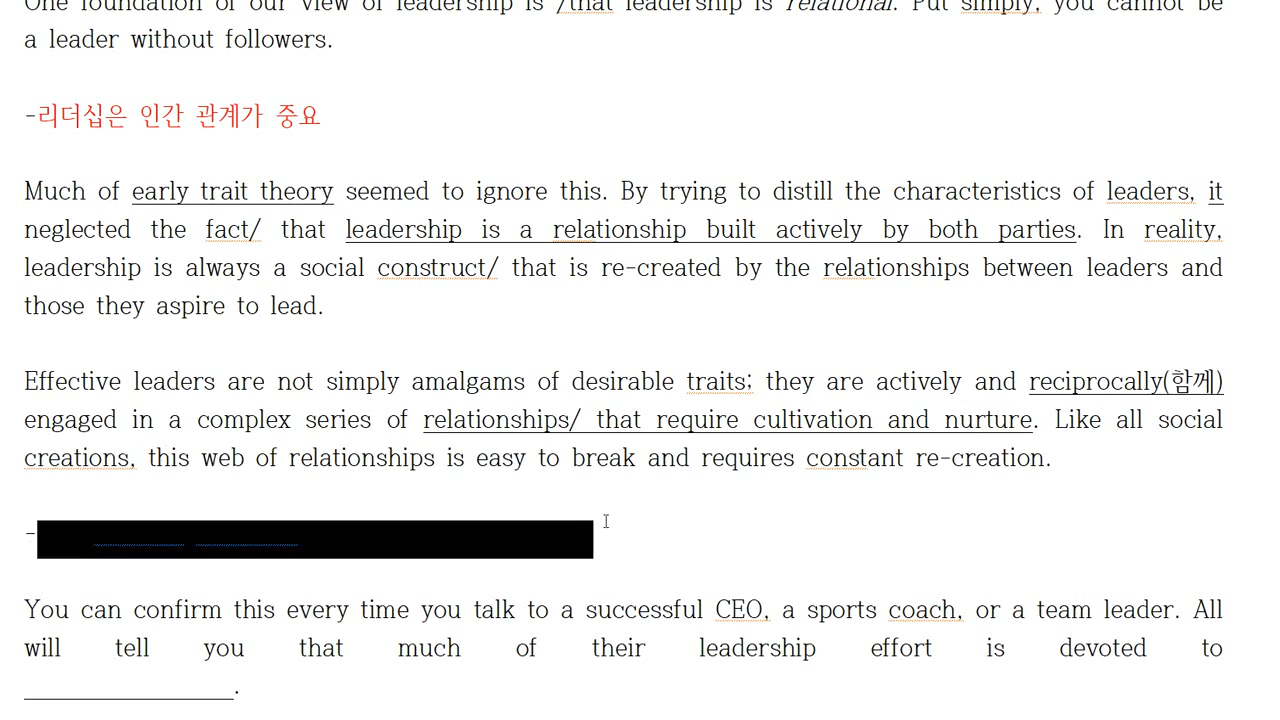 One foundation of our view of leadership is /that leadership is relational. Put simply, you cannot be
a leader without followers.
-리더십은 인간 관계가 중요
Much of early trait theory seemed to ignore this. By trying to distill the characteristics of leaders, it
neglected the fact/ that leadership is a relationship built actively by both parties. In reality,
leadership is always a social construct/ that is re-created by the relationships between leaders and
those they aspire to lead.
Effective leaders are not simply amalgams of desirable traits; they are actively and reciprocally(함께)
engaged in a complex series of relationships/ that require cultivation and nurture. Like all social
creations, this web of relationships is easy to break and requires constant re-creation.
-
You can confirm this every time you talk to a successful CEO, a sports coach, or a team leader. All
will tell you that much of their leadership effort is devoted to
.